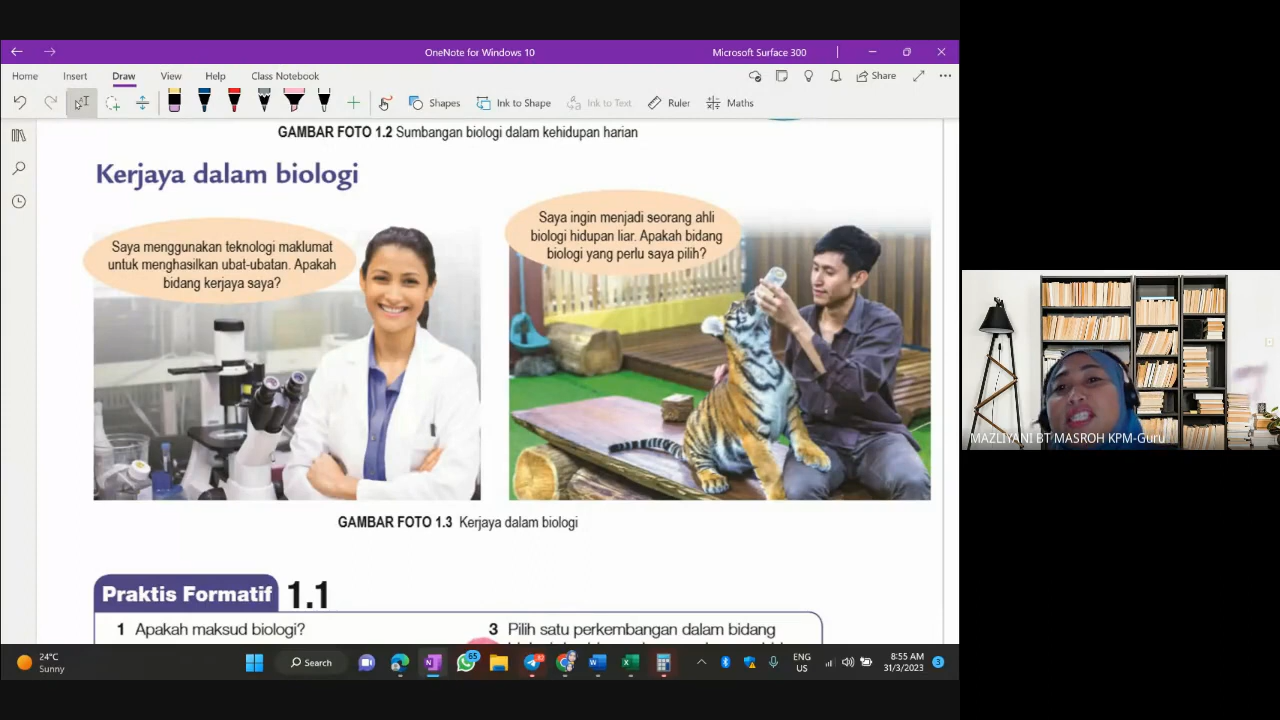 OneNote for Windows 10
Microsoft Surface 300
Home Insert Draw View Help Class Notebook
Share
Shapes Ink to Shape Ink to Text Ruler Maths
GAMBAR FOTO 1.2 Sumbangan biologi dalam kehidupan harian
Kerjaya dalam biologi
Saya menggunakan teknologi maklumat
untuk menghasilkan ubat-ubatan. Apakah
bidang kerjaya saya?
Saya ingin menjadi seorang ahli
biologi hidupan liar. Apakah bidang
biologi yang perlu saya pilih?
MAZLIYANI BT MASROH KPM-Guru
GAMBAR FOTO 1.3 Kerjaya dalam biologi
Praktis Formatif 1.1
1 Apakah maksud biologi?
3 Pilih satu perkembangan dalam bidang
24°C
Sunny
Search
65
ENG
US
8:55 AM
31/3/2023
3